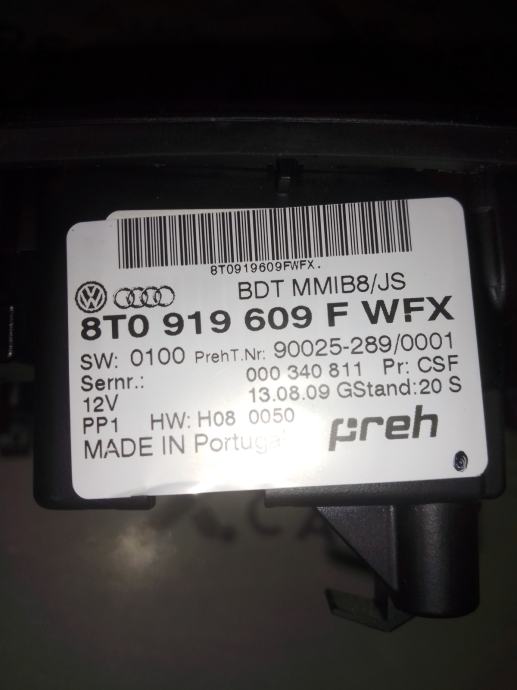 8T0919609FWFX.
BDT MMIB8/JS
8T0 919 609 F WFX
SW: 0100 PrehT.Nr: 90025-289/0001
Sernr.: 000 340 811 Pr: CSF
12V 13.08.09 GStand: 20 S
PP1 HW: H08 0050
MADE IN Portugal preh